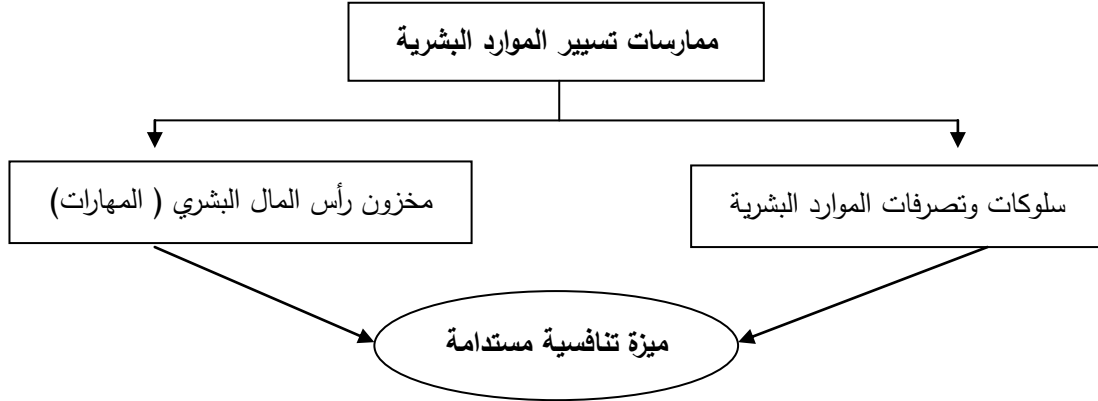 ممارسات تسيير الموارد البشرية
سلوكات وتصرفات الموارد البشرية
مخزون رأس المال البشري ( المهارات)
ميزة تنافسية مستدامة